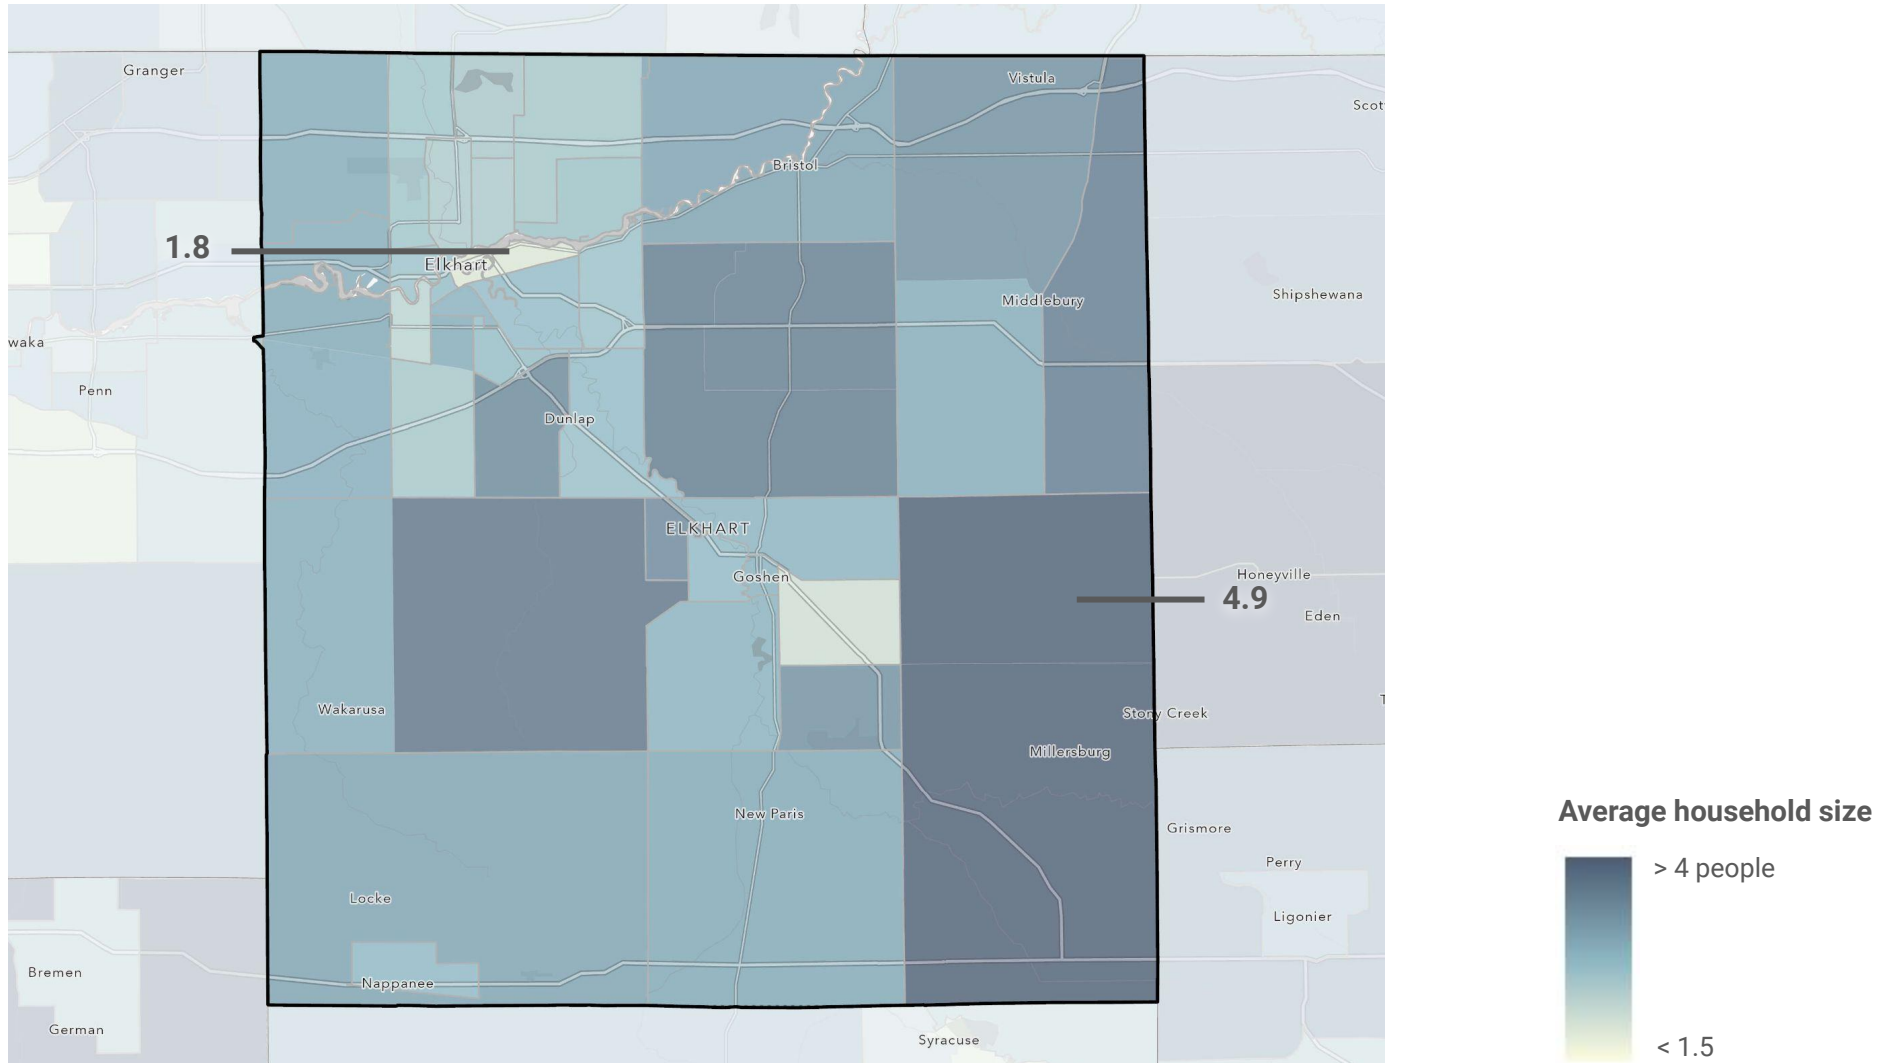 Granger
Vistula
Scot
Bristol
1.8
Elkhart
Middlebury
Shipshewana
waka
Penn
Dunlap
ELKHART
Goshen
Honeyville
4.9
Eden
Wakarusa
Stony Creek
T
Millersburg
New Paris
Grismore
Perry
Locke
Ligonier
Bremen
Nappanee
German
Syracuse
Average household size
> 4 people
< 1.5